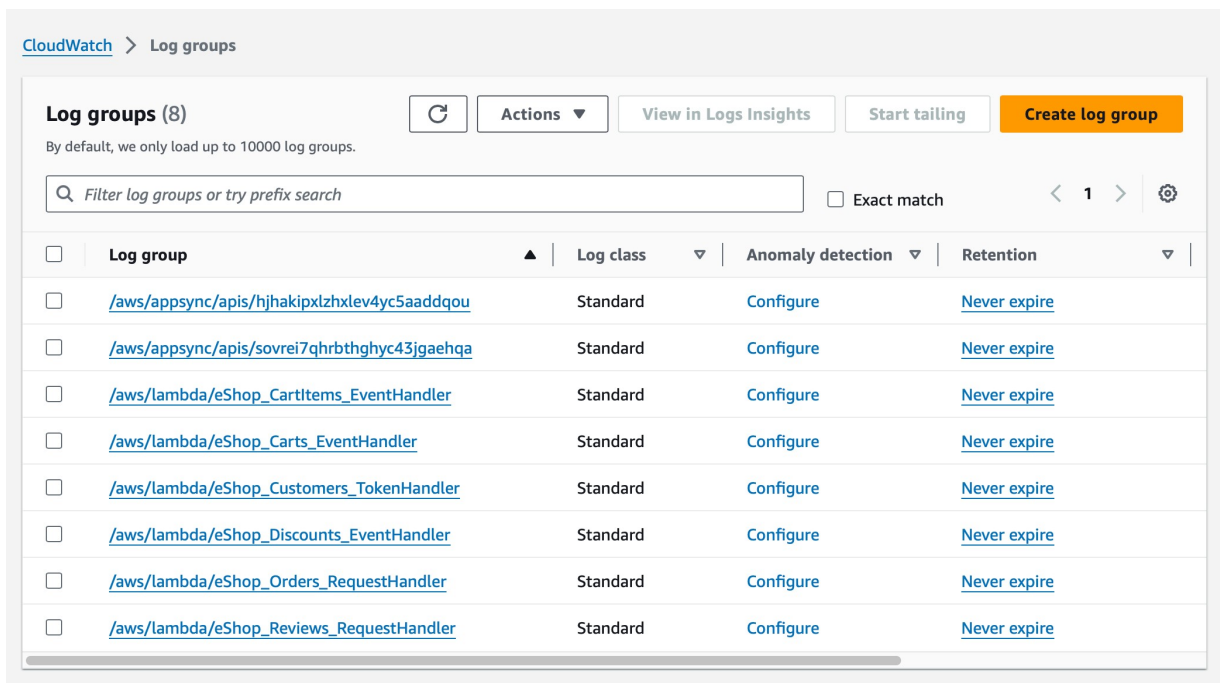 CloudWatch > Log groups
Log groups (8)
Actions ▼ View in Logs Insights Start tailing Create log group
By default, we only load up to 10000 log groups.
Filter log groups or try prefix search Exact match < 1 >
Log group Log class Anomaly detection Retention
/aws/appsync/apis/hjhakipxlzhxlev4yc5aaddqou Standard Configure Never expire
/aws/appsync/apis/sovrei7qhrbthghyc43jgaehqa Standard Configure Never expire
/aws/lambda/eShop_CartItems_EventHandler Standard Configure Never expire
/aws/lambda/eShop_Carts_EventHandler Standard Configure Never expire
/aws/lambda/eShop_Customers_TokenHandler Standard Configure Never expire
/aws/lambda/eShop_Discounts_EventHandler Standard Configure Never expire
/aws/lambda/eShop_Orders_RequestHandler Standard Configure Never expire
/aws/lambda/eShop_Reviews_RequestHandler Standard Configure Never expire